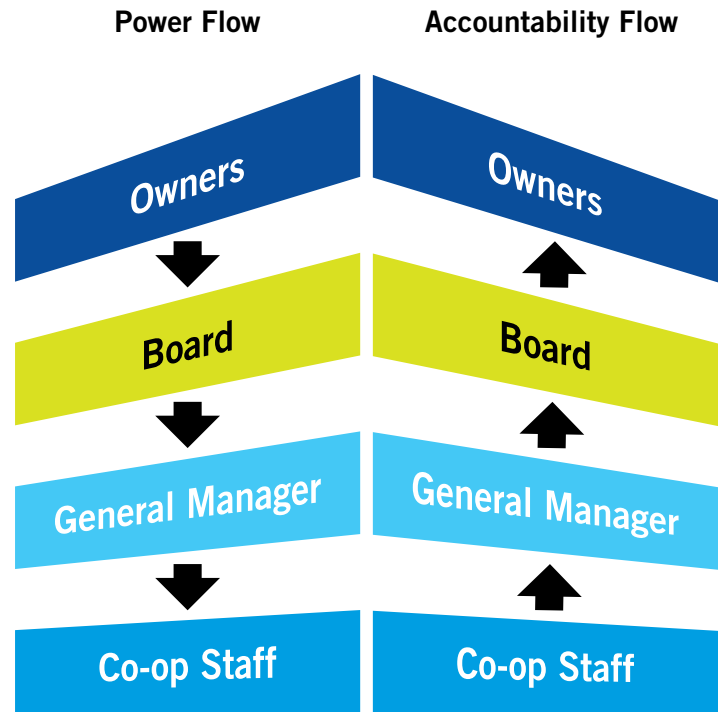 Power Flow
Owners
Board
General Manager
Co-op Staff
Accountability Flow
Owners
Board
General Manager
Co-op Staff